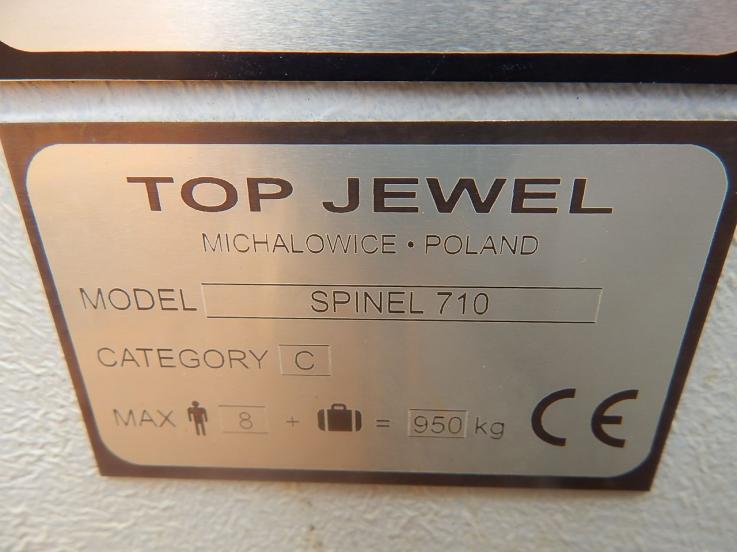 TOP JEWEL
MICHALOWICE • POLAND
MODEL SPINEL 710
CATEGORY C
MAX 8 + = 950 kg CE